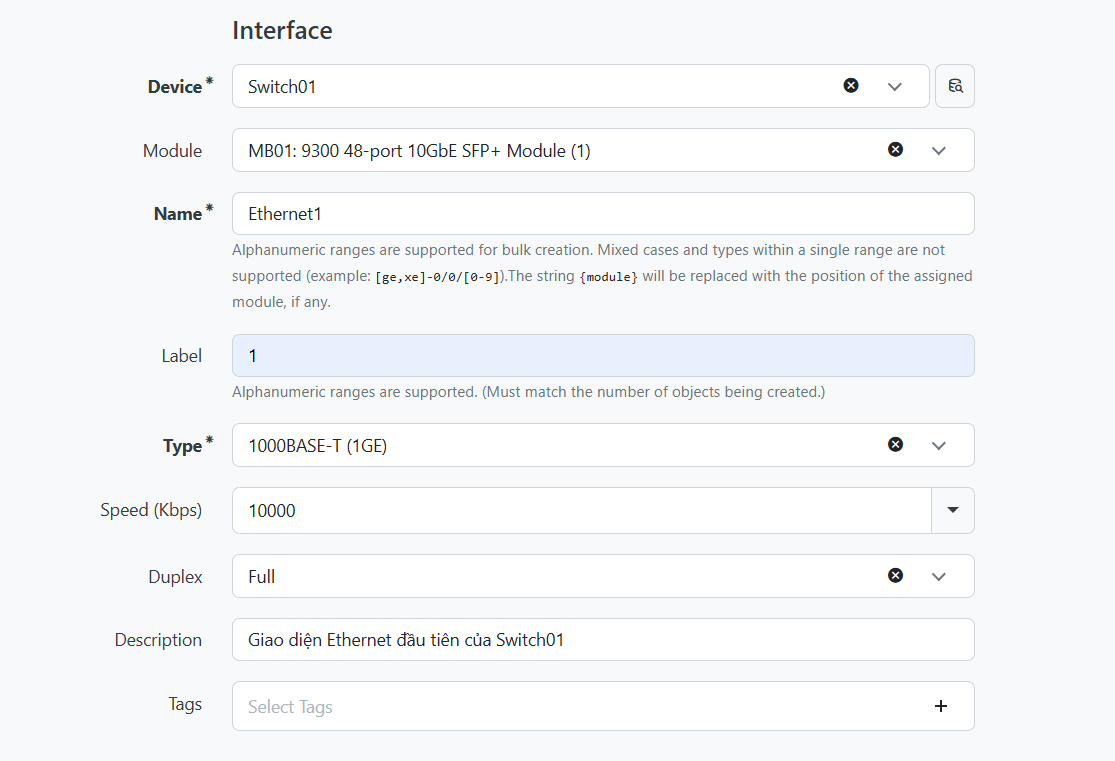 Interface
Device *
Switch01
Module
MB01: 9300 48-port 10GbE SFP+ Module (1)
Name *
Ethernet1
Alphanumeric ranges are supported for bulk creation. Mixed cases and types within a single range are not
supported (example: [ge,xe]-0/0/[0-9]).The string {module} will be replaced with the position of the assigned
module, if any.
Label
1
Alphanumeric ranges are supported. (Must match the number of objects being created.)
Type *
1000BASE-T (1GE)
Speed (Kbps)
10000
Duplex
Full
Description
Giao diện Ethernet đầu tiên của Switch01
Tags
Select Tags